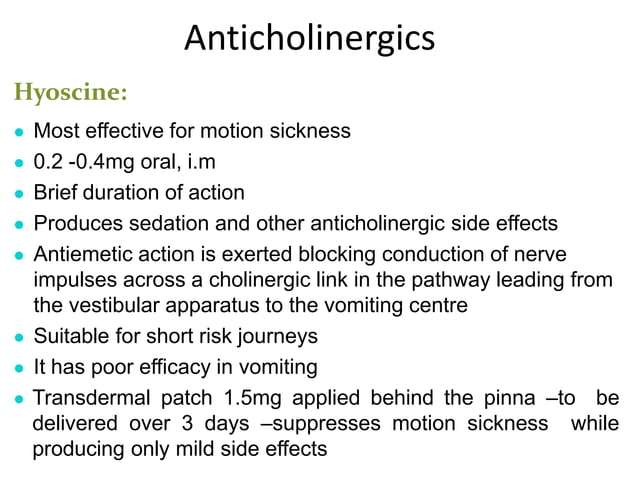 Anticholinergics
Hyoscine:
● Most effective for motion sickness
● 0.2 -0.4mg oral, i.m
● Brief duration of action
● Produces sedation and other anticholinergic side effects
● Antiemetic action is exerted blocking conduction of nerve
impulses across a cholinergic link in the pathway leading from
the vestibular apparatus to the vomiting centre
● Suitable for short risk journeys
● It has poor efficacy in vomiting
● Transdermal patch 1.5mg applied behind the pinna –to be
delivered over 3 days –suppresses motion sickness while
producing only mild side effects